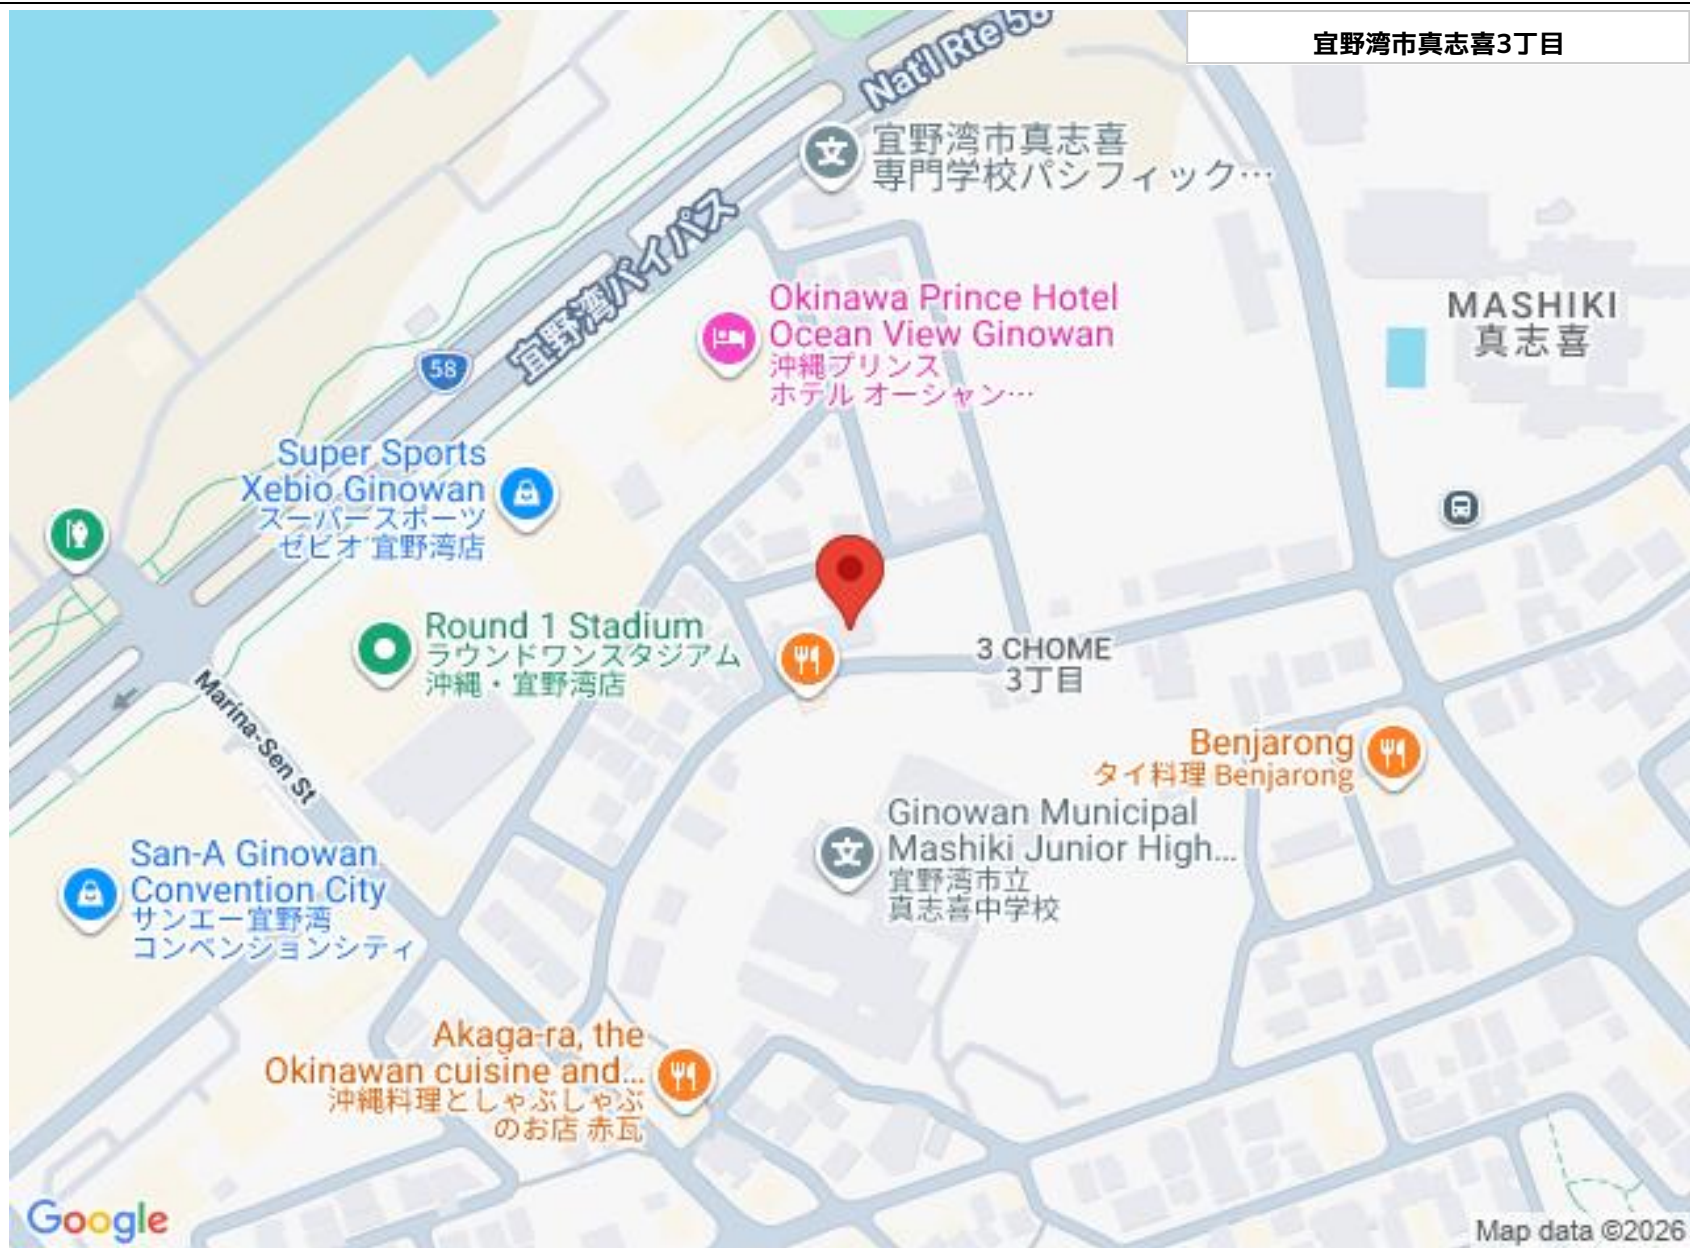 宜野湾市真志喜3丁目
Nat'l Rte 58
宜野湾市真志喜
専門学校パシフィック…
宜野湾バイパス
Okinawa Prince Hotel
Ocean View Ginowan
沖縄プリンス
ホテル オーシャン…
MASHIKI
真志喜
58
Super Sports
Xebio Ginowan
スーパースポーツ
ゼビオ 宜野湾店
Round 1 Stadium
ラウンドワンスタジアム
沖縄・宜野湾店
3 CHOME
3丁目
Marina-Sen St
Benjarong
タイ料理 Benjarong
Ginowan Municipal
Mashiki Junior High...
宜野湾市立
真志喜中学校
San-A Ginowan
Convention City
サンエー宜野湾
コンベンションシティ
Akaga-ra, the
Okinawan cuisine and...
沖縄料理としゃぶしゃぶ
のお店 赤瓦
Google
Map data ©2026